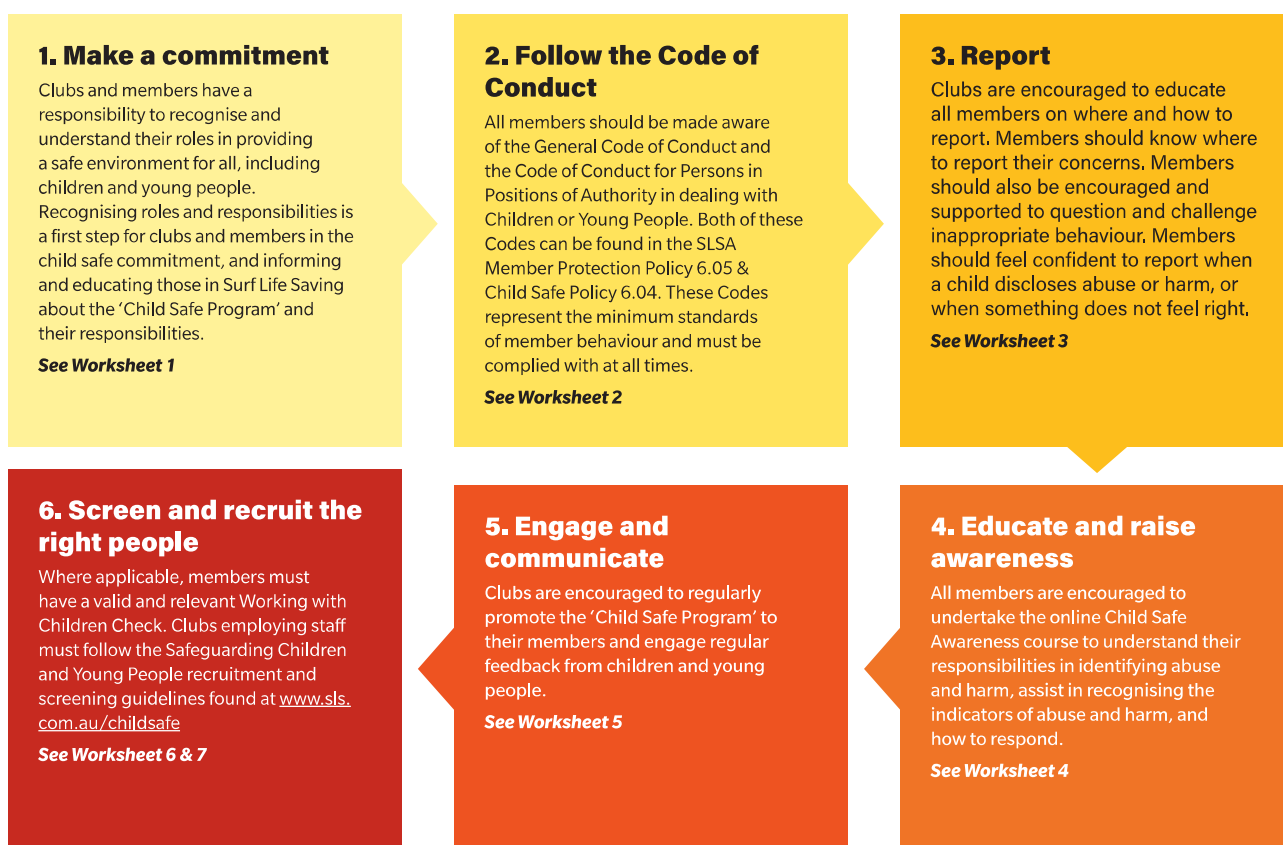 1. Make a commitment
Clubs and members have a
responsibility to recognise and
understand their roles in providing
a safe environment for all, including
children and young people.
Recognising roles and responsibilities is
a first step for clubs and members in the
child safe commitment, and informing
and educating those in Surf Life Saving
about the ‘Child Safe Program’ and
their responsibilities.
See Worksheet 1
2. Follow the Code of
Conduct
All members should be made aware
of the General Code of Conduct and
the Code of Conduct for Persons in
Positions of Authority in dealing with
Children or Young People. Both of these
Codes can be found in the SLSA
Member Protection Policy 6.05 &
Child Safe Policy 6.04. These Codes
represent the minimum standards
of member behaviour and must be
complied with at all times.
See Worksheet 2
3. Report
Clubs are encouraged to educate
all members on where and how to
report. Members should know where
to report their concerns. Members
should also be encouraged and
supported to question and challenge
inappropriate behaviour. Members
should feel confident to report when
a child discloses abuse or harm, or
when something does not feel right.
See Worksheet 3
4. Educate and raise
awareness
All members are encouraged to
undertake the online Child Safe
Awareness course to understand their
responsibilities in identifying abuse
and harm, assist in recognising the
indicators of abuse and harm, and
how to respond.
See Worksheet 4
5. Engage and
communicate
Clubs are encouraged to regularly
promote the ‘Child Safe Program’ to
their members and engage regular
feedback from children and young
people.
See Worksheet 5
6. Screen and recruit the
right people
Where applicable, members must
have a valid and relevant Working with
Children Check. Clubs employing staff
must follow the Safeguarding Children
and Young People recruitment and
screening guidelines found at www.sls.
com.au/childsafe
See Worksheet 6 & 7